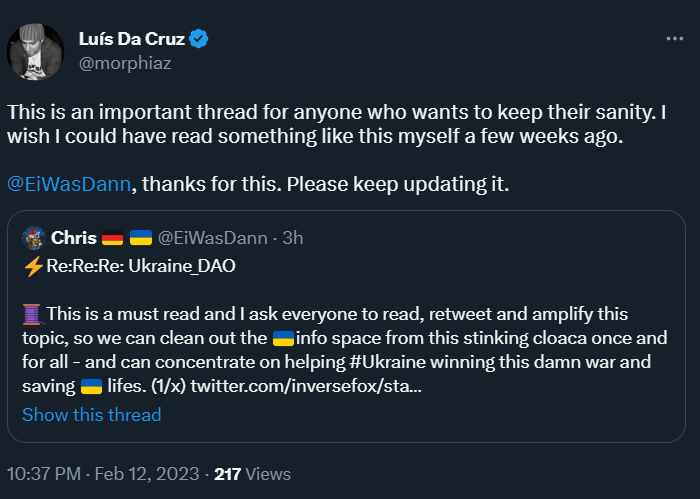 Luís Da Cruz
@morphiaz
This is an important thread for anyone who wants to keep their sanity. I
wish I could have read something like this myself a few weeks ago.
@EiWasDann, thanks for this. Please keep updating it.
Chris 🇩🇪 🇺🇦 @EiWasDann · 3h
⚡Re:Re:Re: Ukraine_DAO
🧵This is a must read and I ask everyone to read, retweet and amplify this
topic, so we can clean out the 🇺🇦info space from this stinking cloaca once and
for all - and can concentrate on helping #Ukraine winning this damn war and
saving 🇺🇦 lifes. (1/x) twitter.com/inversefox/sta…
Show this thread
10:37 PM · Feb 12, 2023 · 217 Views